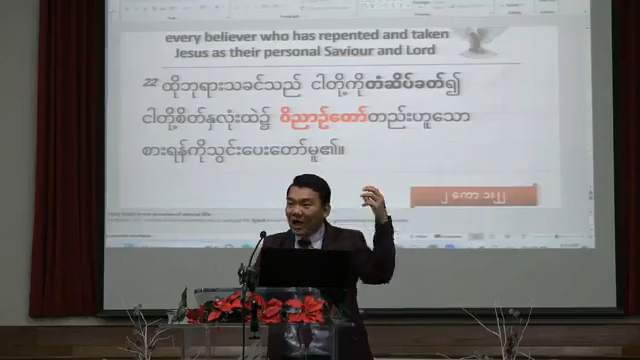 every believer who has repented and taken
Jesus as their personal Saviour and Lord
22 ထိုဘုရားသခင်သည် ငါတို့ကိုတံဆိပ်ခတ်၍
ငါတို့စိတ်နှလုံးထဲ၌ ဝိညာဉ်တော်တည်းဟူသော
စားရန်ကိုသွင်းပေးတော်မူ၏။
၂ ကော ၁း၂၂